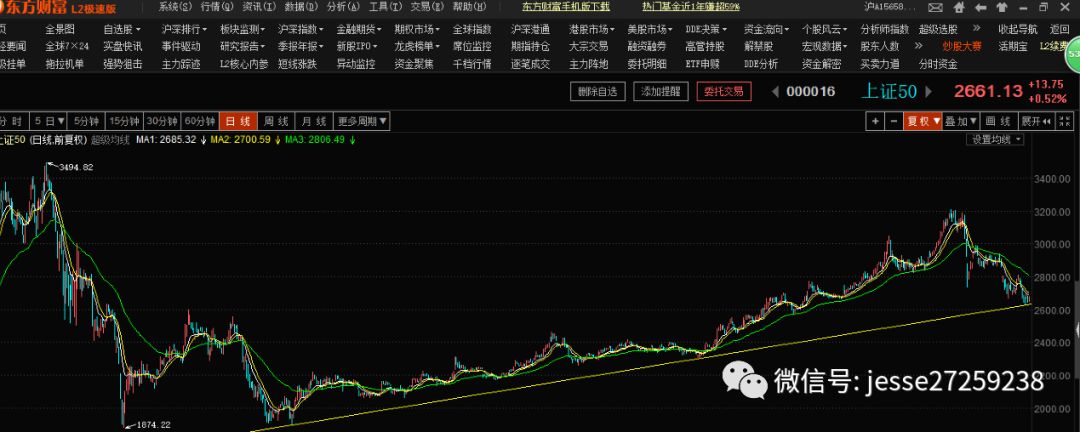 东方财富 L2极速版 系统(S) 行情(Q) 资讯(I) 数据(D) 分析(A) 工具(T) 交易(E) 帮助(H) 东方财富手机版下载 热门基金近1年赚超59% 沪A15658...
页 全景图 自选股 沪深排行 板块监测 沪深指数 金融期货 期权市场 全球指数 沪深港通 港股市场 美股市场 DDE决策 资金流向 个股风云 分析师指数 超级选股 » 收起导航 返回
经要闻 全球7×24 实盘快讯 事件驱动 研究报告 季报年报 新股IPO 龙虎榜单 席位监控 期指持仓 大宗交易 融资融券 高管持股 解禁股 宏观数据 股东人数 » 炒股大赛 活期宝 L2续费
级挂单 拖拉机单 强势狙击 主力踪迹 L2核心内参 短线涨跌 异动监控 资金聚焦 千档行情 逐笔成交 主力阵地 委托明细 ETF申赎 DDE分析 资金解密 买卖力道 分时资金
53
删除自选 添加提醒 委托交易 000016 上证50 2661.13 +13.75
+0.52%
分时 5日 5分钟 15分钟 30分钟 60分钟 日线 周线 月线 更多周期 + − 复权 叠加 画线 展开
上证50 (日线,前复权) 超级均线 MA1: 2685.32 ↓ MA2: 2700.59 ↓ MA3: 2806.49 ↓ 设置均线
3494.82
3400.00
3200.00
3000.00
2800.00
2600.00
2400.00
2200.00
微信号: jesse27259238
2000.00
1874.22